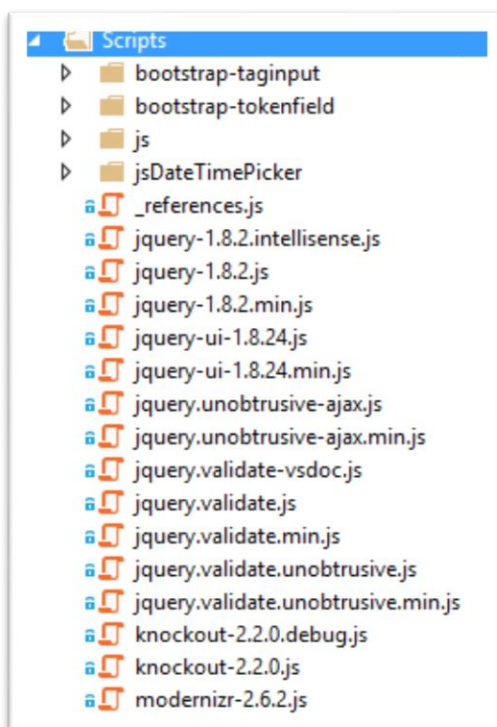 Scripts
bootstrap-taginput
bootstrap-tokenfield
js
jsDateTimePicker
_references.js
jquery-1.8.2.intellisense.js
jquery-1.8.2.js
jquery-1.8.2.min.js
jquery-ui-1.8.24.js
jquery-ui-1.8.24.min.js
jquery.unobtrusive-ajax.js
jquery.unobtrusive-ajax.min.js
jquery.validate-vsdoc.js
jquery.validate.js
jquery.validate.min.js
jquery.validate.unobtrusive.js
jquery.validate.unobtrusive.min.js
knockout-2.2.0.debug.js
knockout-2.2.0.js
modernizr-2.6.2.js